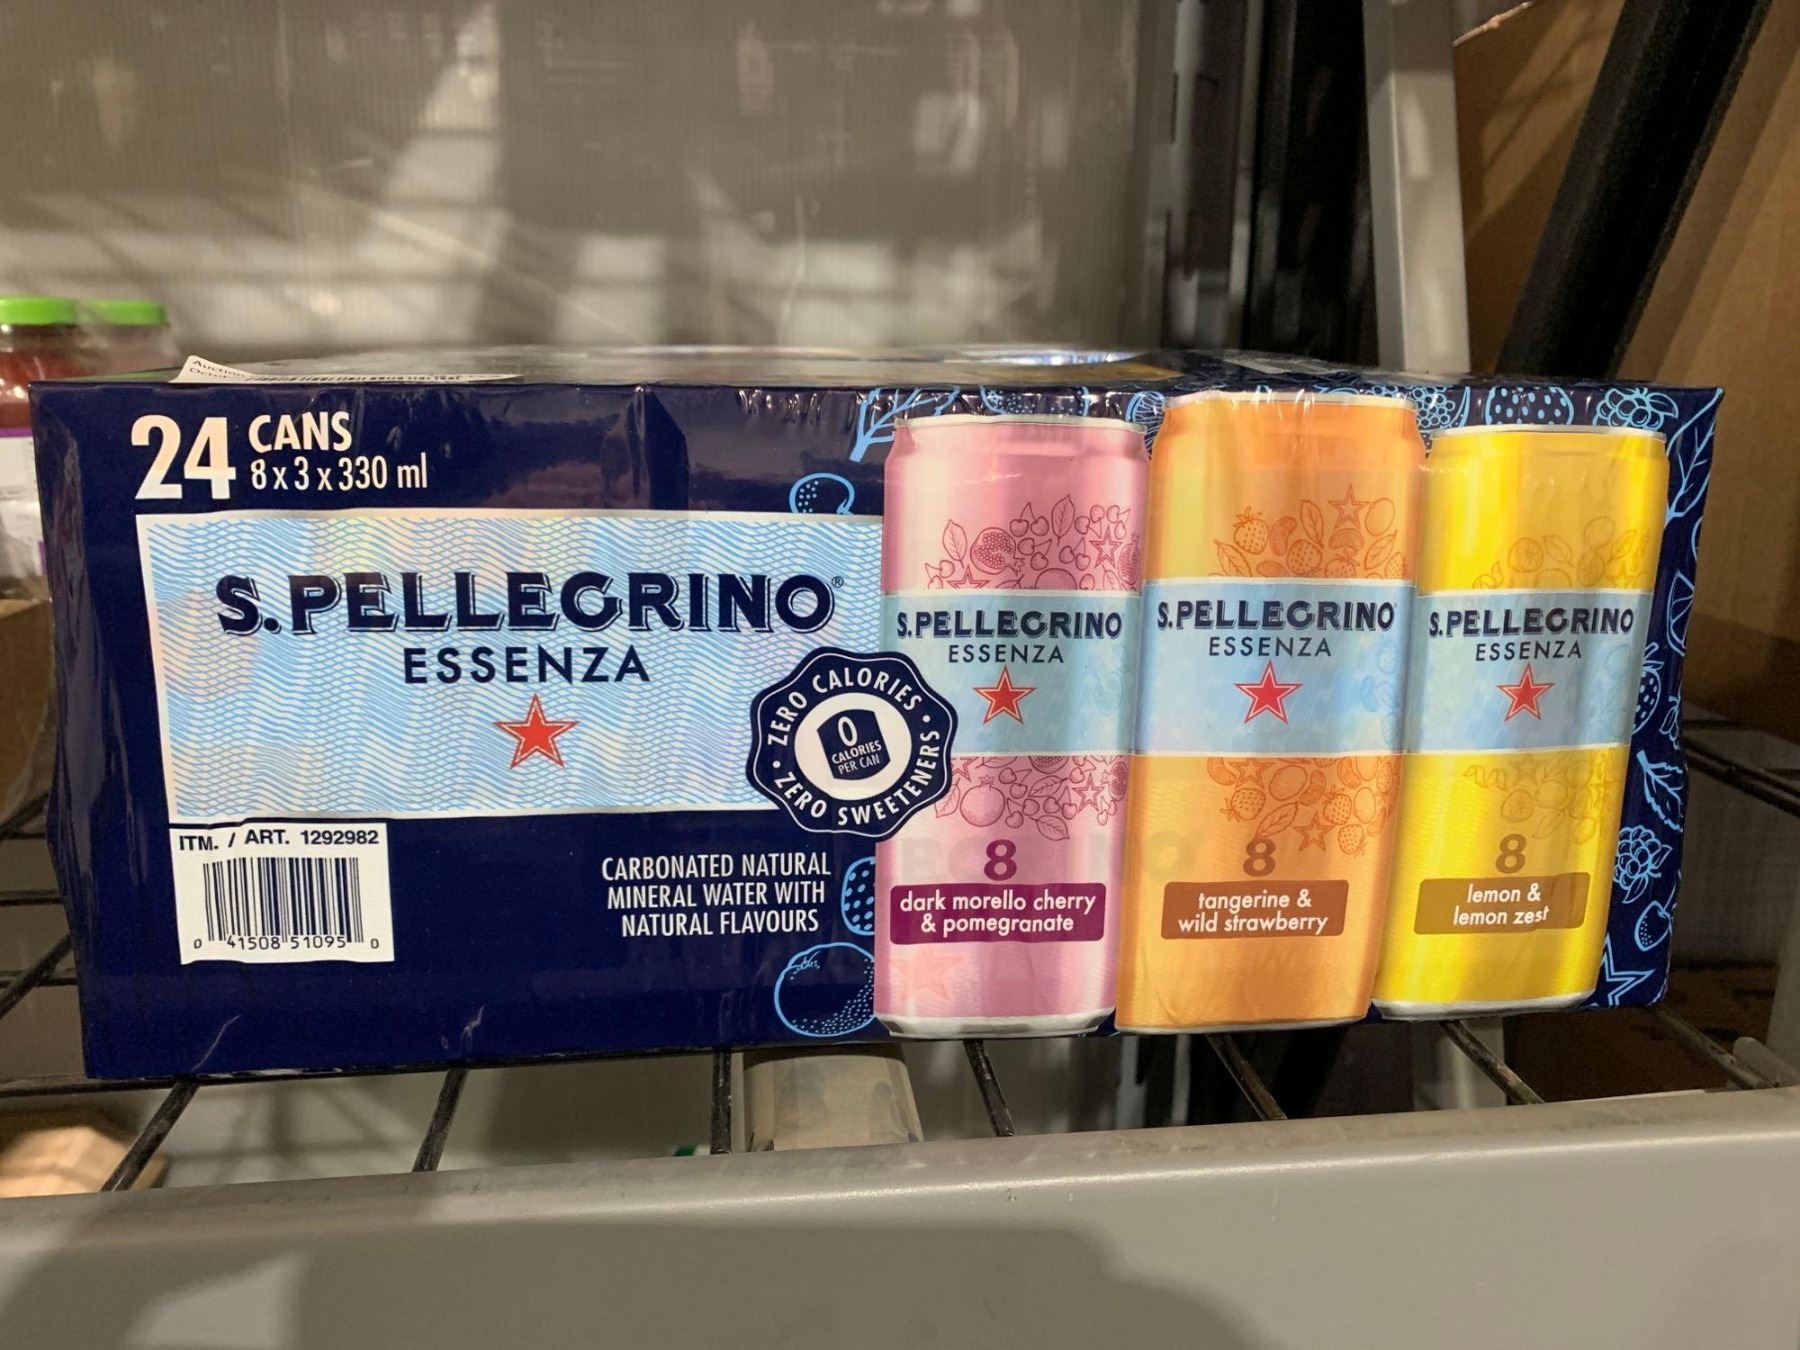 Auction
24 CANS
8 x 3 x 330 ml
S.PELLEGRINO®
ESSENZA
ZERO CALORIES • ZERO SWEETENERS •
0
CALORIES
PER CAN
ITM. / ART. 1292982
0 41508 51095 0
CARBONATED NATURAL
MINERAL WATER WITH
NATURAL FLAVOURS
S.PELLEGRINO
ESSENZA
8
dark morello cherry
& pomegranate
S.PELLEGRINO
ESSENZA
8
tangerine &
wild strawberry
S.PELLEGRINO
ESSENZA
8
lemon &
lemon zest